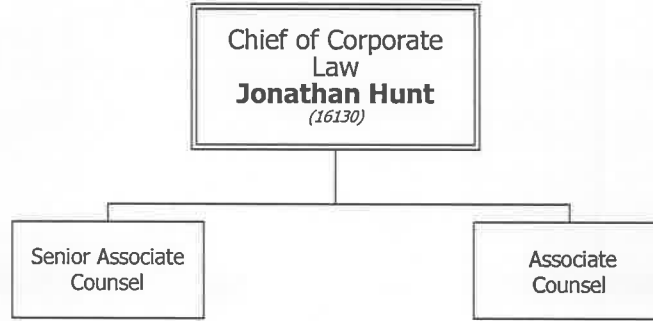 Chief of Corporate
Law
Jonathan Hunt
(16130)
Senior Associate
Counsel
Associate
Counsel